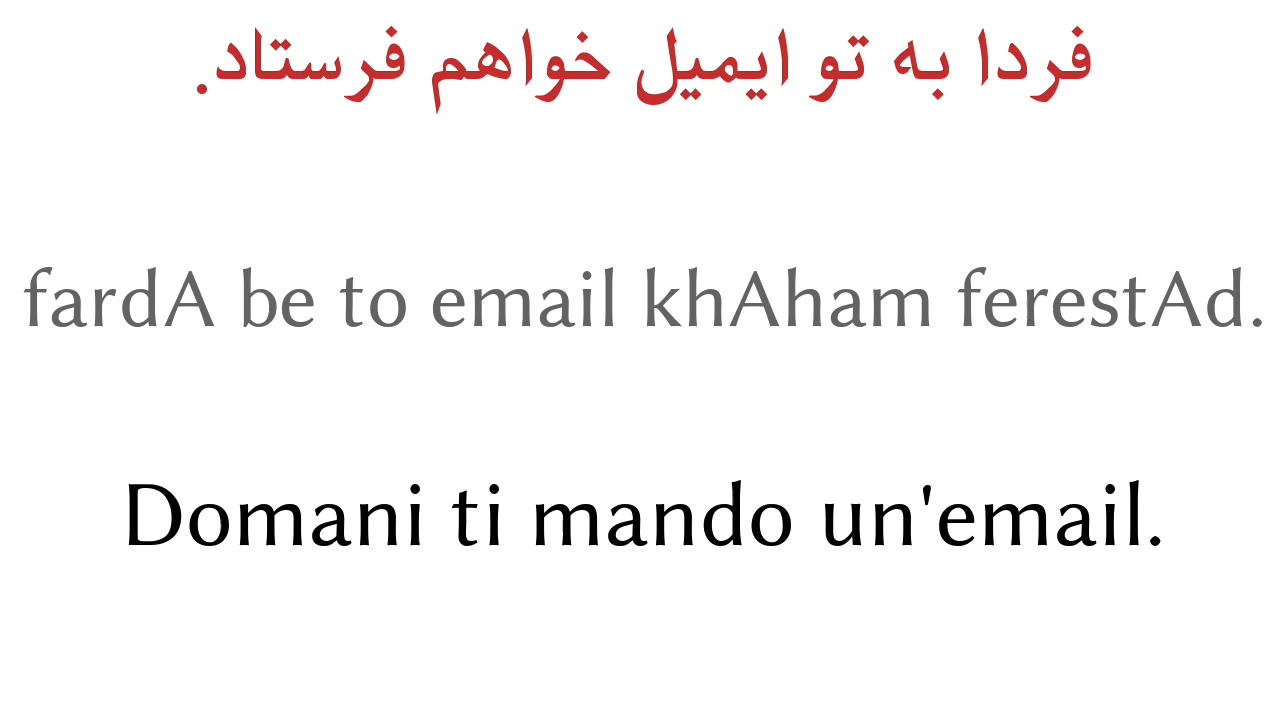 فردا به تو ایمیل خواهم فرستاد.
fardA be to email khAham ferestAd.
Domani ti mando un'email.